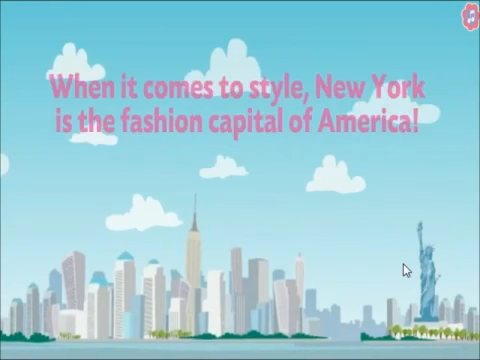 When it comes to style, New York
is the fashion capital of America!